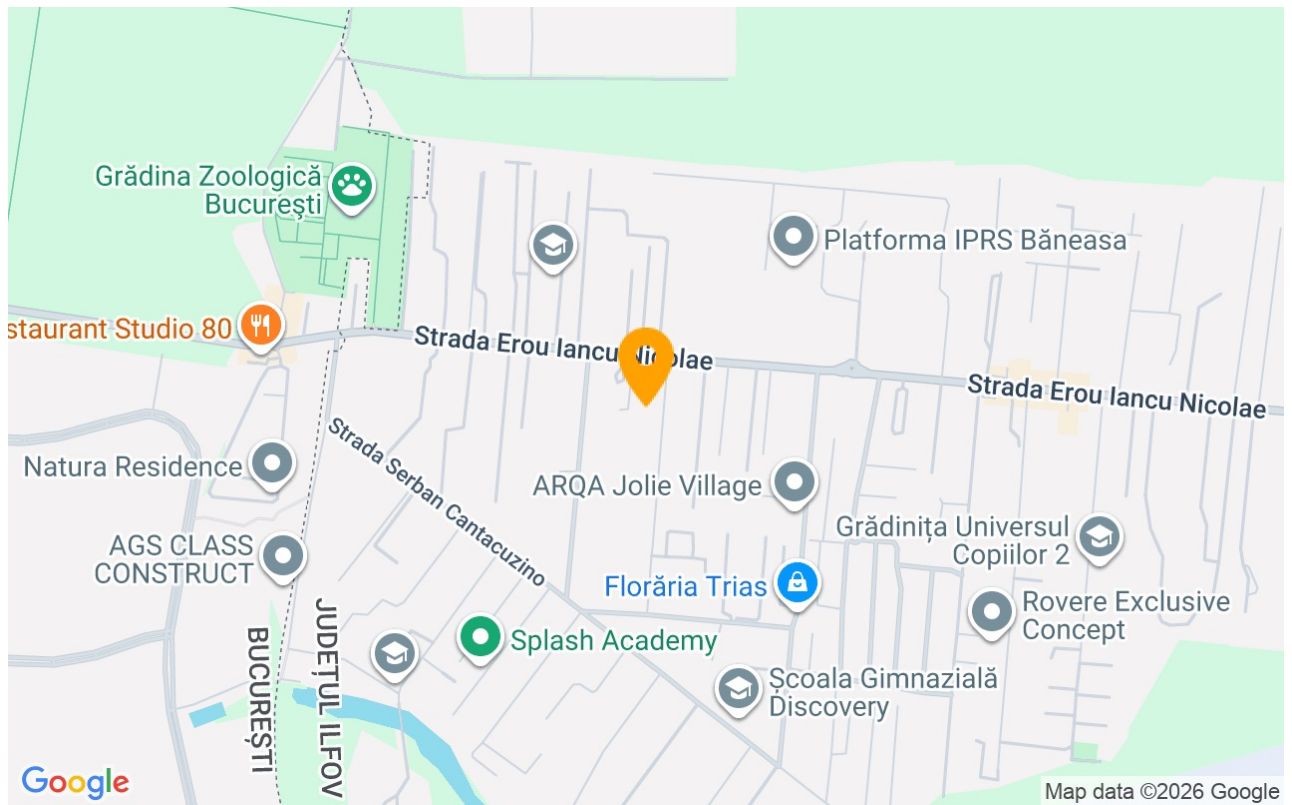 Grădina Zoologică
București
Platforma IPRS Băneasa
staurant Studio 80
Strada Erou Iancu Nicolae
Strada Erou Iancu Nicolae
Strada Serban Cantacuzino
Natura Residence
ARQA Jolie Village
Grădinița Universul
Copiilor 2
AGS CLASS
CONSTRUCT
Florăria Trias
Rovere Exclusive
Concept
JUDEȚUL ILFOV
BUCUREȘTI
Splash Academy
Școala Gimnazială
Discovery
Google
Map data ©2026 Google